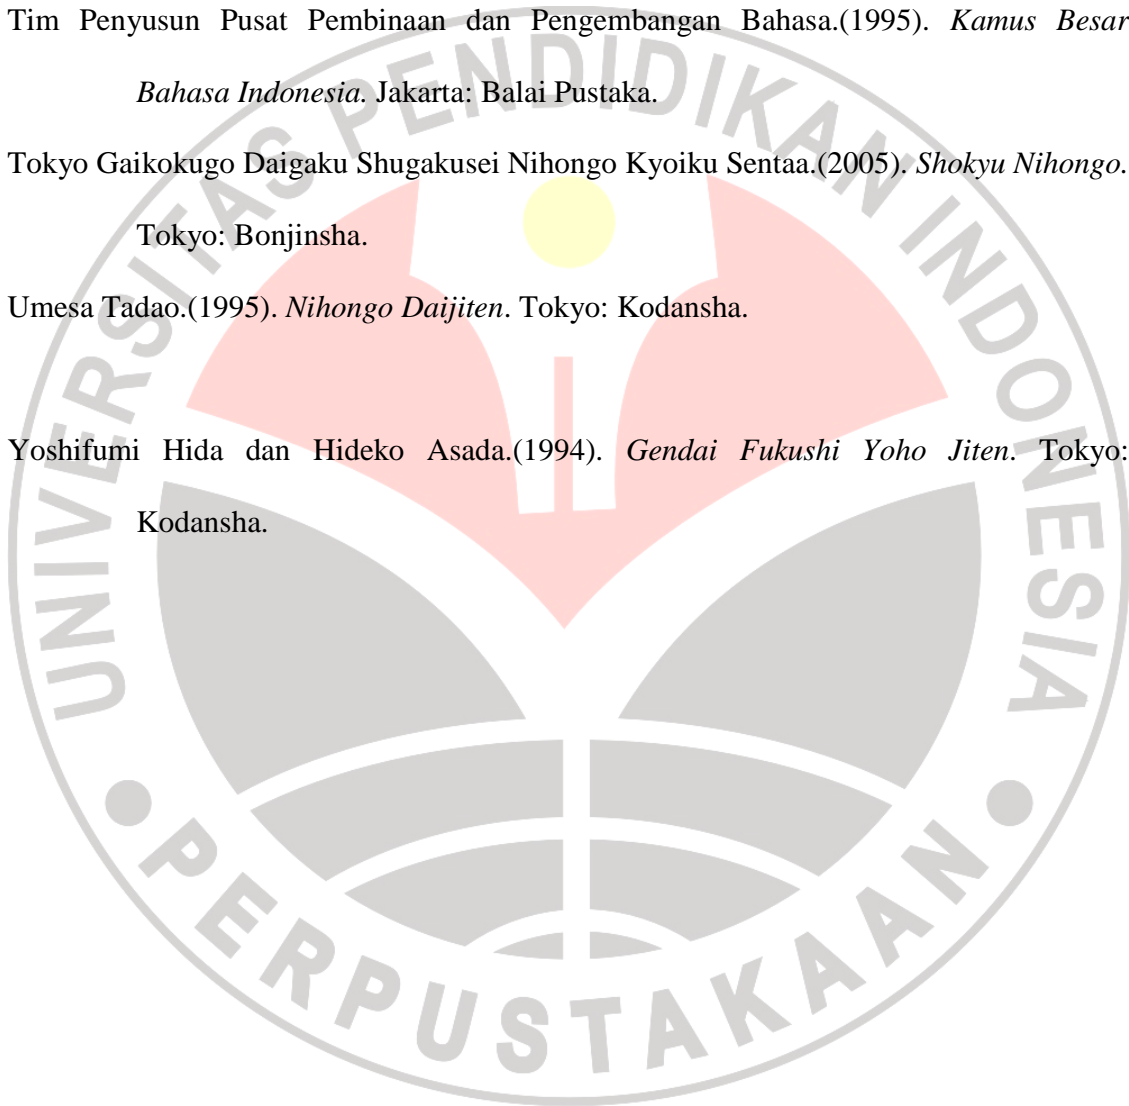 Tim Penyusun Pusat Pembinaan dan Pengembangan Bahasa.(1995). Kamus Besar
Bahasa Indonesia. Jakarta: Balai Pustaka.
Tokyo Gaikokugo Daigaku Shugakusei Nihongo Kyoiku Sentaa.(2005). Shokyu Nihongo.
Tokyo: Bonjinsha.
Umesa Tadao.(1995). Nihongo Daijiten. Tokyo: Kodansha.
Yoshifumi Hida dan Hideko Asada.(1994). Gendai Fukushi Yoho Jiten. Tokyo:
Kodansha.
UNIVERSITAS PENDIDIKAN INDONESIA
PERPUSTAKAAN